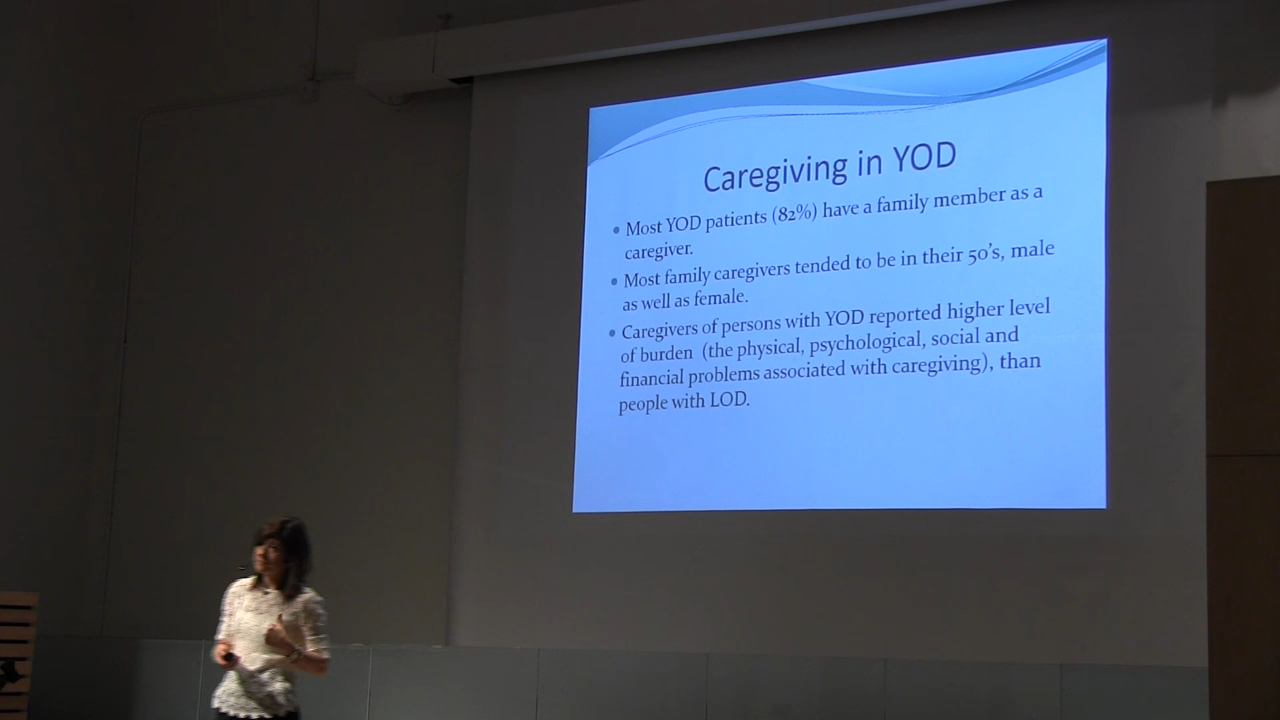 Caregiving in YOD
• Most YOD patients (82%) have a family member as a
caregiver.
• Most family caregivers tended to be in their 50's, male
as well as female.
• Caregivers of persons with YOD reported higher level
of burden (the physical, psychological, social and
financial problems associated with caregiving), than
people with LOD.